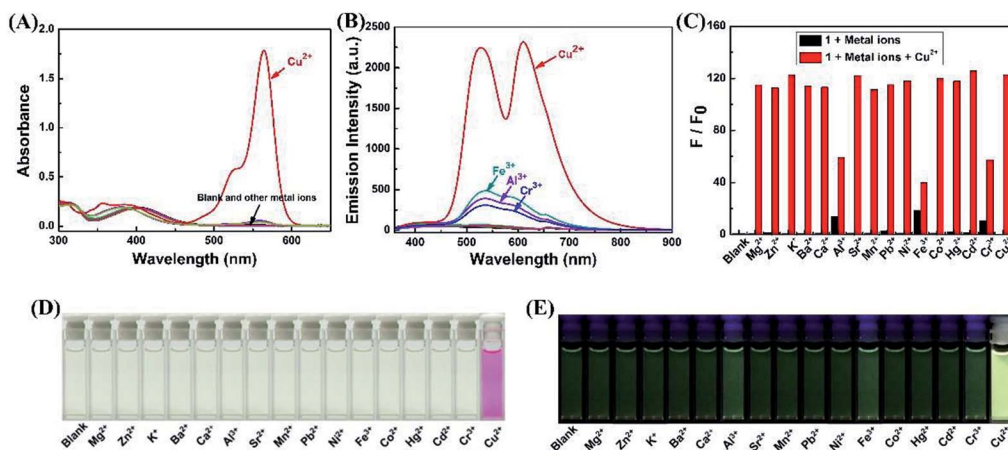 (A)
2.0
1.5
1.0
0.5
0.0
Absorbance
Cu²⁺
Blank and other metal ions
300 400 500 600
Wavelength (nm)
(B)
2500
2000
1500
1000
500
0
Emission Intensity (a.u.)
Cu²⁺
Fe³⁺
Al³⁺
Cr³⁺
400 500 600 700 800 900
Wavelength (nm)
(C)
160
120
80
40
0
F / F₀
1 + Metal ions
1 + Metal ions + Cu²⁺
Blank Mg²⁺ Zn²⁺ K⁺ Ba²⁺ Ca²⁺ Al³⁺ Sr²⁺ Mn²⁺ Pb²⁺ Ni²⁺ Fe³⁺ Co²⁺ Hg²⁺ Cd²⁺ Cr³⁺ Cu²⁺
(D)
Blank Mg²⁺ Zn²⁺ K⁺ Ba²⁺ Ca²⁺ Al³⁺ Sr²⁺ Mn²⁺ Pb²⁺ Ni²⁺ Fe³⁺ Co²⁺ Hg²⁺ Cd²⁺ Cr³⁺ Cu²⁺
(E)
Blank Mg²⁺ Zn²⁺ K⁺ Ba²⁺ Ca²⁺ Al³⁺ Sr²⁺ Mn²⁺ Pb²⁺ Ni²⁺ Fe³⁺ Co²⁺ Hg²⁺ Cd²⁺ Cr³⁺ Cu²⁺